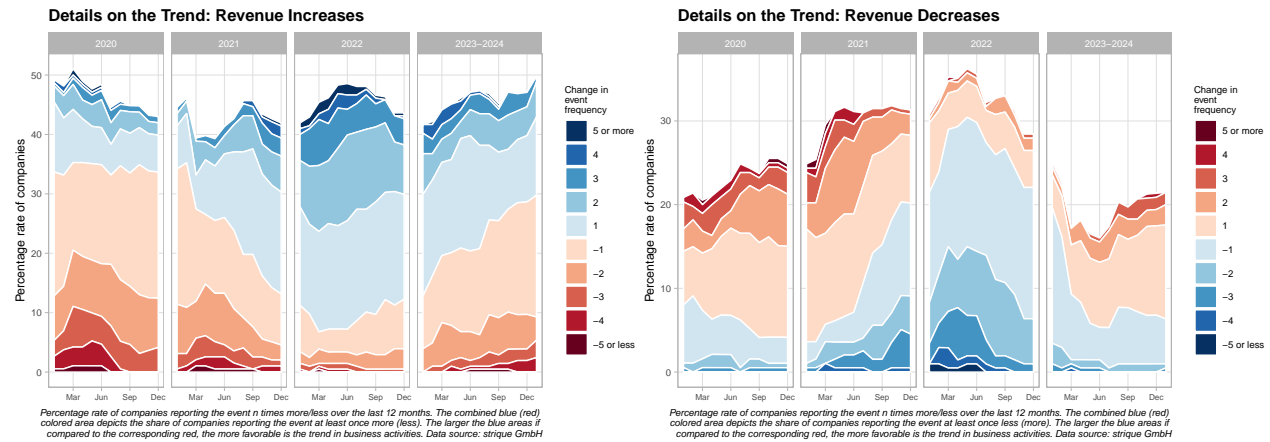 Details on the Trend: Revenue Increases
2020
2021
2022
2023–2024
Percentage rate of companies
50
40
30
20
10
0
Mar Jun Sep Dec
Mar Jun Sep Dec
Mar Jun Sep Dec
Mar Jun Sep Dec
Change in
event
frequency
5 or more
4
3
2
1
−1
−2
−3
−4
−5 or less
Percentage rate of companies reporting the event n times more/less over the last 12 months. The combined blue (red)
colored area depicts the share of companies reporting the event at least once more (less). The larger the blue areas if
compared to the corresponding red, the more favorable is the trend in business activities. Data source: strique GmbH
Details on the Trend: Revenue Decreases
2020
2021
2022
2023–2024
Percentage rate of companies
30
20
10
0
Mar Jun Sep Dec
Mar Jun Sep Dec
Mar Jun Sep Dec
Mar Jun Sep Dec
Change in
event
frequency
5 or more
4
3
2
1
−1
−2
−3
−4
−5 or less
Percentage rate of companies reporting the event n times more/less over the last 12 months. The combined blue (red)
colored area depicts the share of companies reporting the event at least once less (more). The larger the blue areas if
compared to the corresponding red, the more favorable is the trend in business activities. Data source: strique GmbH